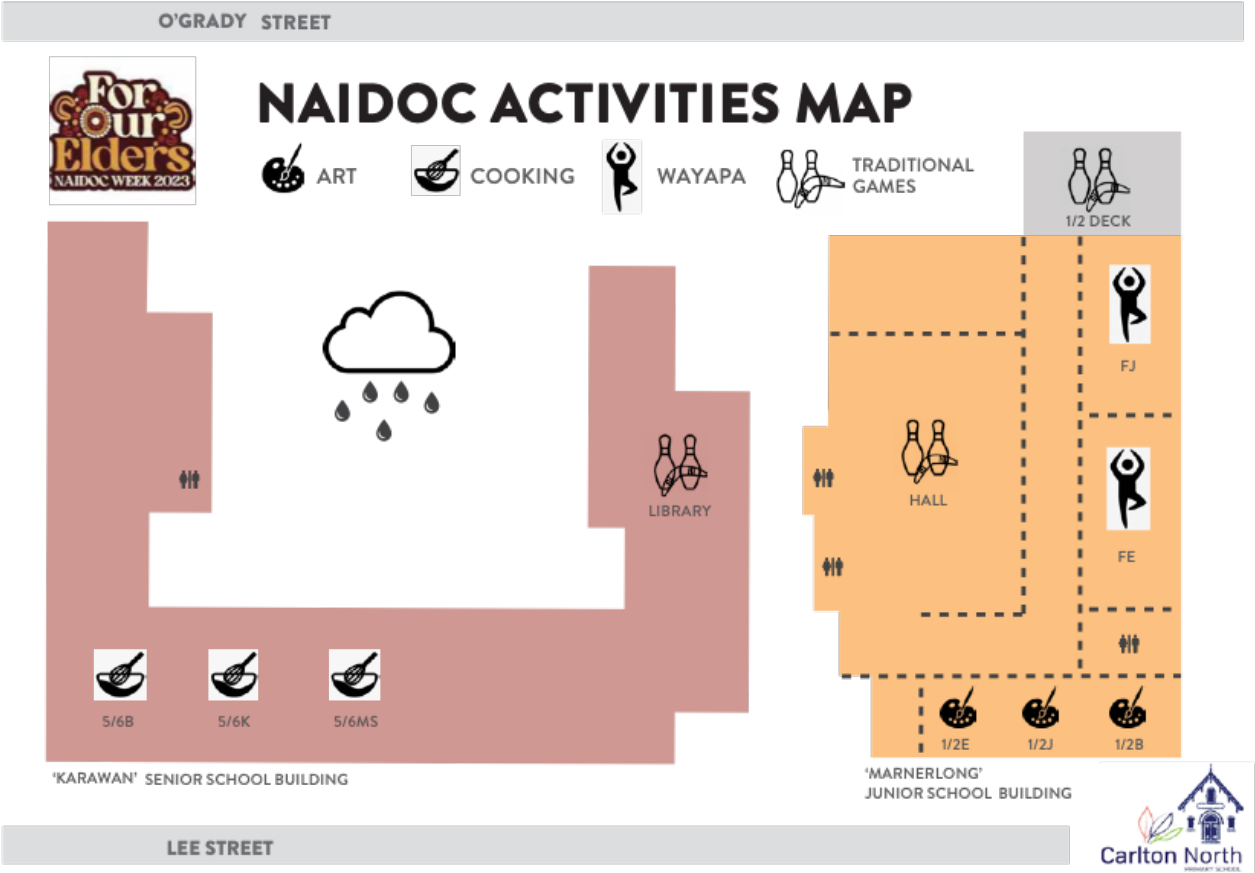 O'GRADY STREET
For
Our
Elders
NAIDOC WEEK 2023
NAIDOC ACTIVITIES MAP
ART
COOKING
WAYAPA
TRADITIONAL
GAMES
1/2 DECK
FJ
HALL
LIBRARY
FE
5/6B
5/6K
5/6MS
1/2E
1/2J
1/2B
'KARAWAN' SENIOR SCHOOL BUILDING
'MARNERLONG'
JUNIOR SCHOOL BUILDING
LEE STREET
Carlton North
PRIMARY SCHOOL